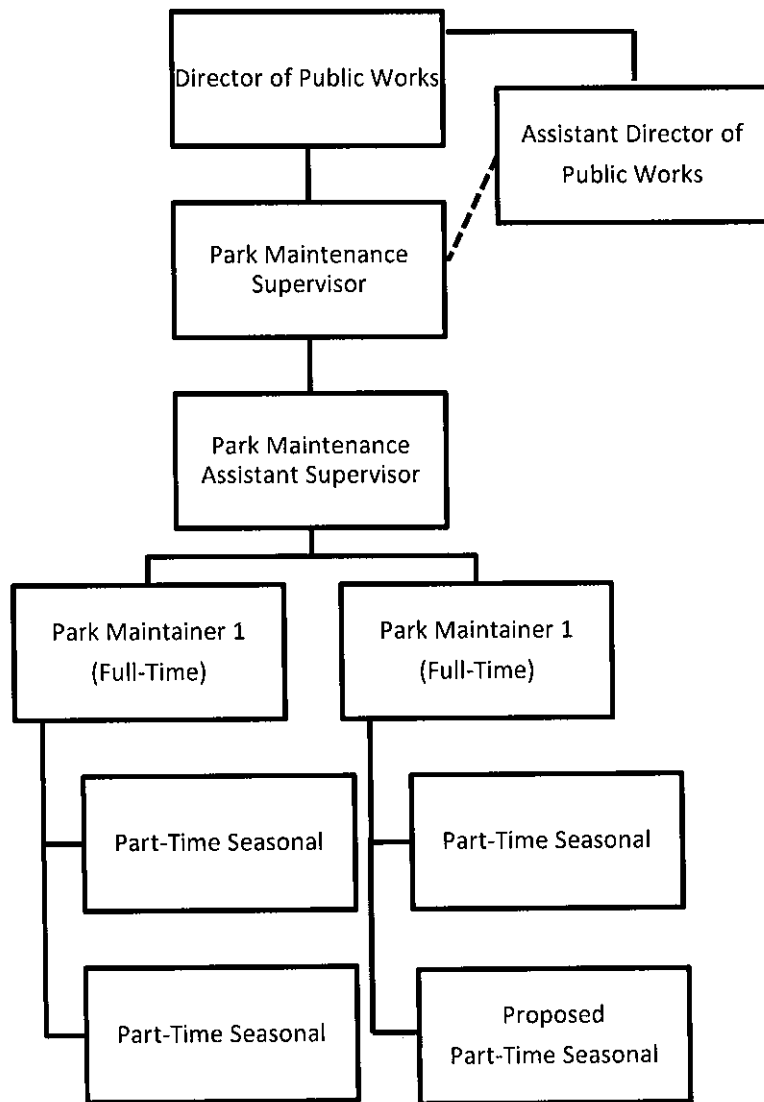 Director of Public Works
Assistant Director of
Public Works
Park Maintenance
Supervisor
Park Maintenance
Assistant Supervisor
Park Maintainer 1
(Full-Time)
Park Maintainer 1
(Full-Time)
Part-Time Seasonal
Part-Time Seasonal
Part-Time Seasonal
Proposed
Part-Time Seasonal